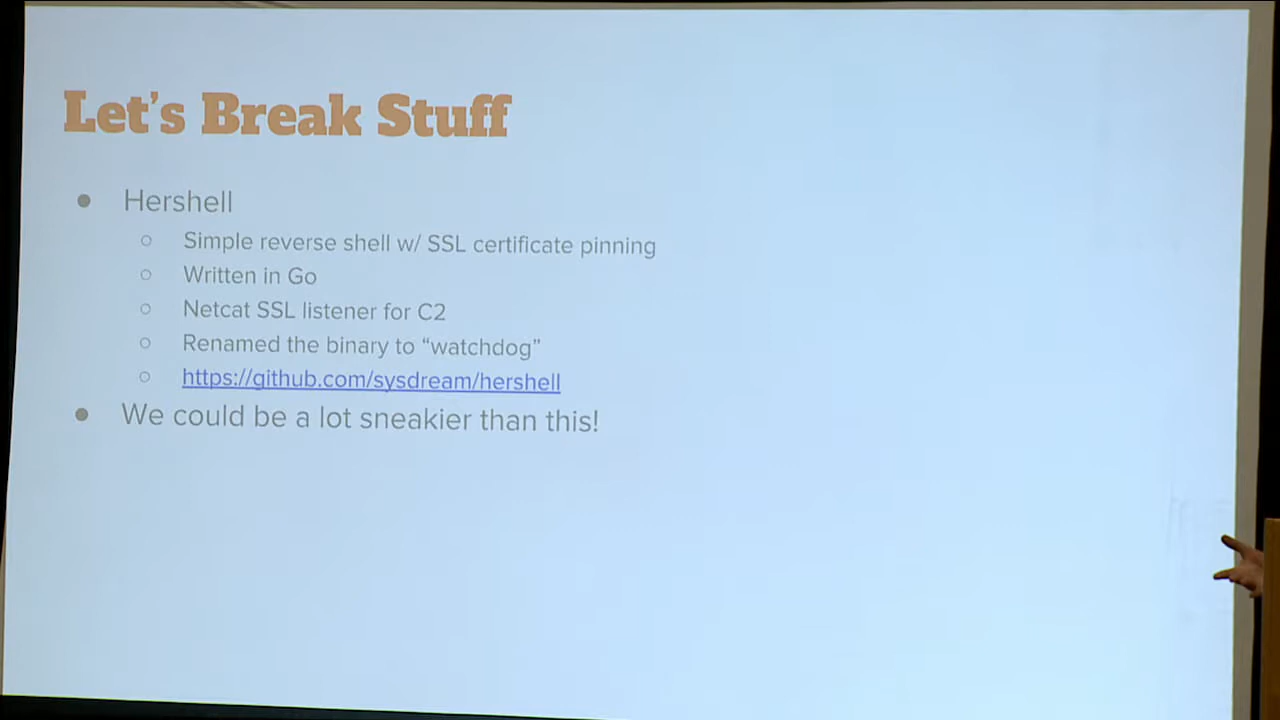 Let's Break Stuff
● Hershell
○ Simple reverse shell w/ SSL certificate pinning
○ Written in Go
○ Netcat SSL listener for C2
○ Renamed the binary to “watchdog”
○ https://github.com/sysdream/hershell
● We could be a lot sneakier than this!